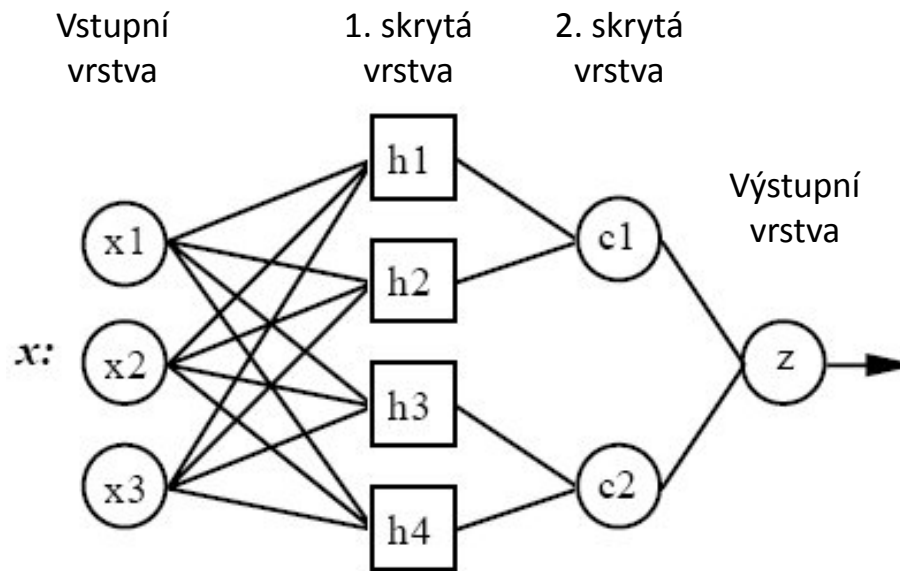 Vstupní
vrstva
1. skrytá
vrstva
2. skrytá
vrstva
Výstupní
vrstva
x:
x1
x2
x3
h1
h2
h3
h4
c1
c2
z